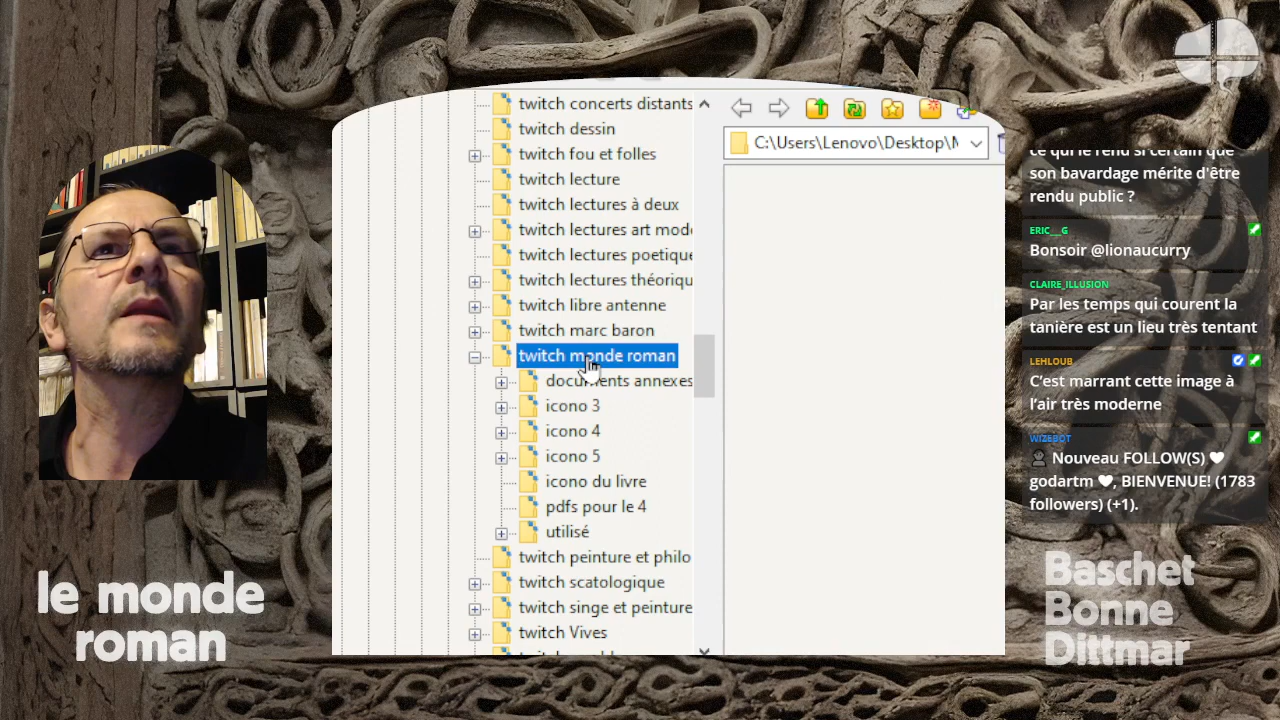 twitch concerts distants
twitch dessin
twitch fou et folles
twitch lecture
twitch lectures à deux
twitch lectures art mode
twitch lectures poetique
twitch lectures théoriqu
twitch libre antenne
twitch marc baron
twitch monde roman
documents annexes
icono 3
icono 4
icono 5
icono du livre
pdfs pour le 4
utilisé
twitch peinture et philo
twitch scatologique
twitch singe et peinture
twitch Vives
C:\Users\Lenovo\Desktop\M
ce qui le rend si certain que
son bavardage mérite d'être
rendu public ?
ERIC__G
Bonsoir @lionaucurry
CLAIRE_ILLUSION
Par les temps qui courent la
tanière est un lieu très tentant
LEHLOUB
C'est marrant cette image à
l'air très moderne
WIZEBOT
Nouveau FOLLOW(S) ♥
godartm ♥, BIENVENUE! (1783
followers) (+1).
le monde
roman
Baschet
Bonne
Dittmar